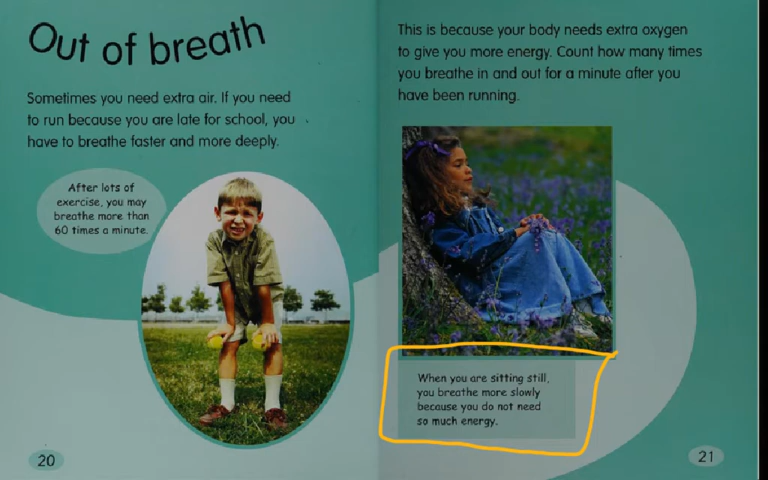 Out of breath
Sometimes you need extra air. If you need
to run because you are late for school, you
have to breathe faster and more deeply.
After lots of
exercise, you may
breathe more than
60 times a minute.
20
This is because your body needs extra oxygen
to give you more energy. Count how many times
you breathe in and out for a minute after you
have been running.
When you are sitting still,
you breathe more slowly
because you do not need
so much energy.
21